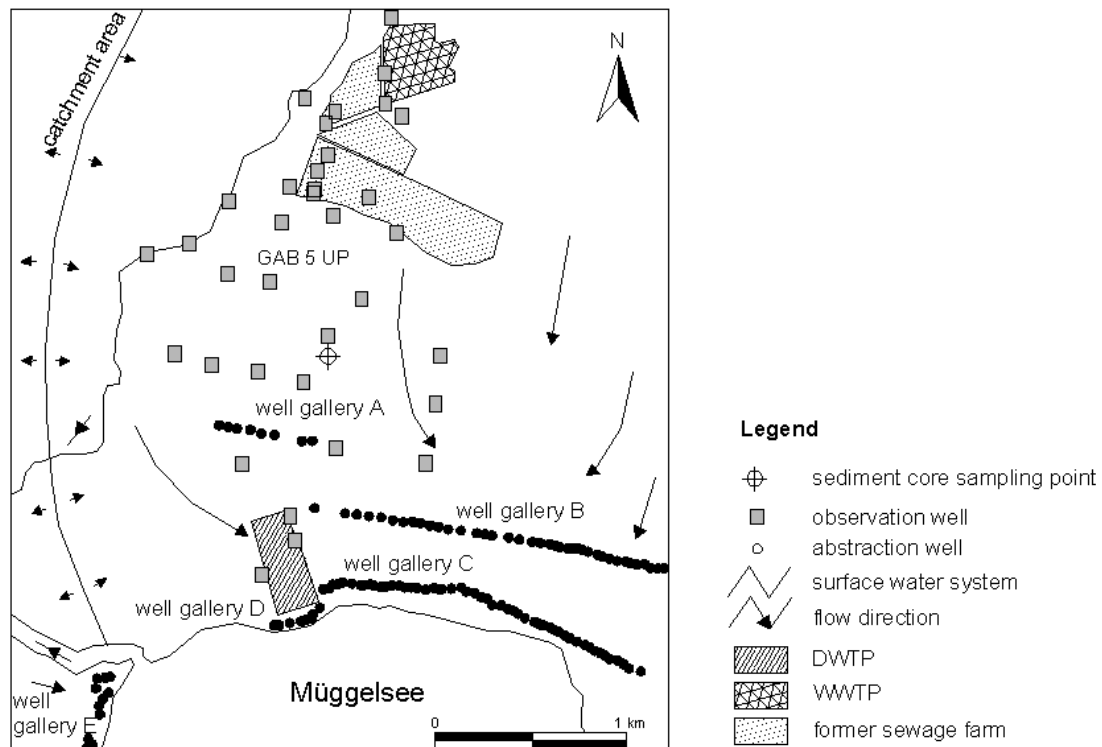 catchment area
N
GAB 5 UP
well gallery A
well gallery B
well gallery C
well gallery D
Müggelsee
well
gallery E
0 1 km
Legend
sediment core sampling point
observation well
abstraction well
surface water system
flow direction
DWTP
WWTP
former sewage farm